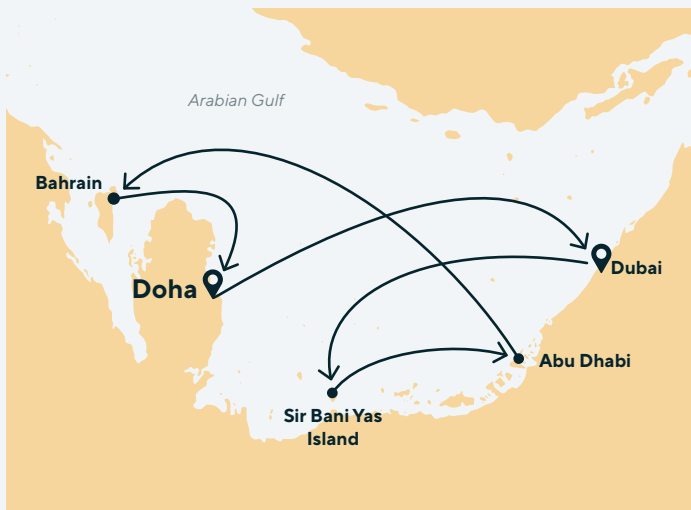 Arabian Gulf
Bahrain
Doha
Dubai
Abu Dhabi
Sir Bani Yas
Island